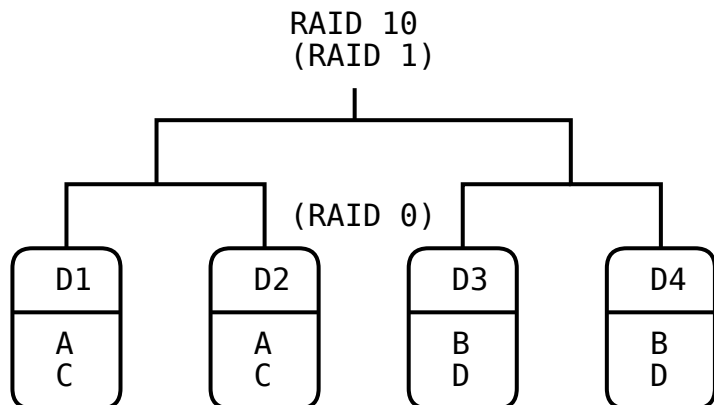 RAID 10
(RAID 1)
(RAID 0)
D1 D2 D3 D4
A A B B
C C D D